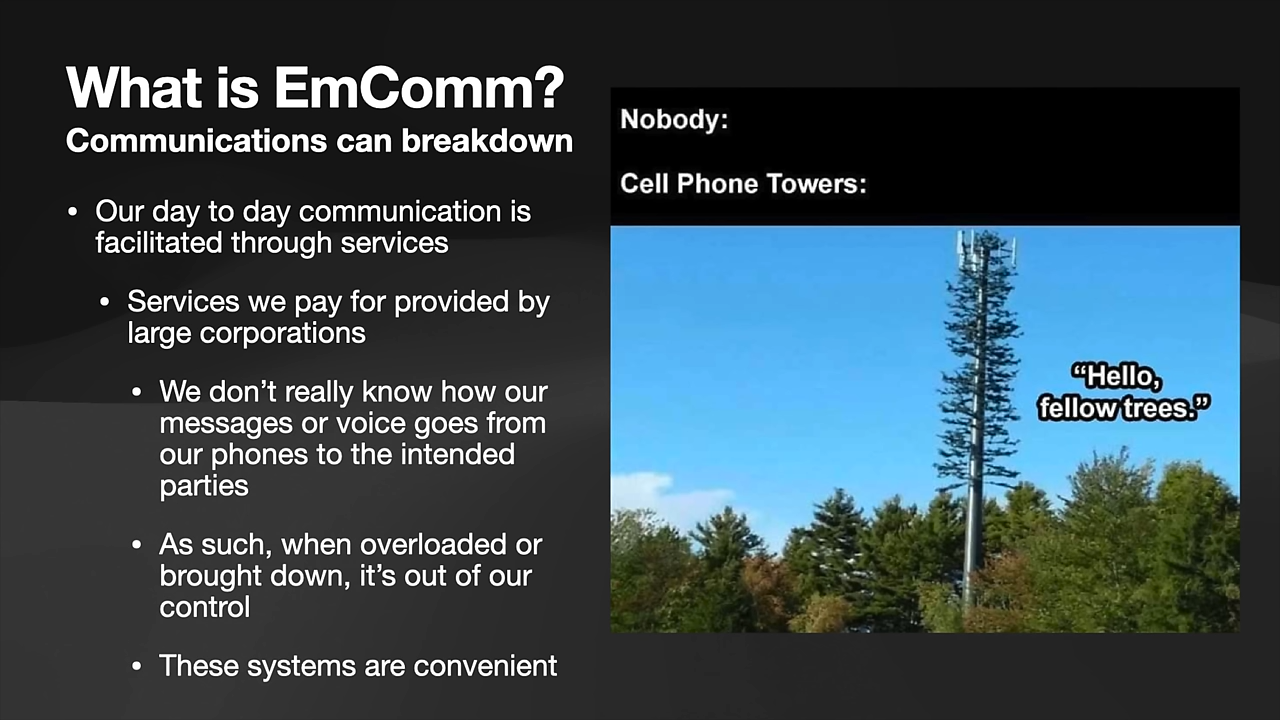 What is EmComm?
Communications can breakdown
• Our day to day communication is
facilitated through services
• Services we pay for provided by
large corporations
• We don’t really know how our
messages or voice goes from
our phones to the intended
parties
• As such, when overloaded or
brought down, it’s out of our
control
• These systems are convenient
Nobody:
Cell Phone Towers:
“Hello,
fellow trees.”